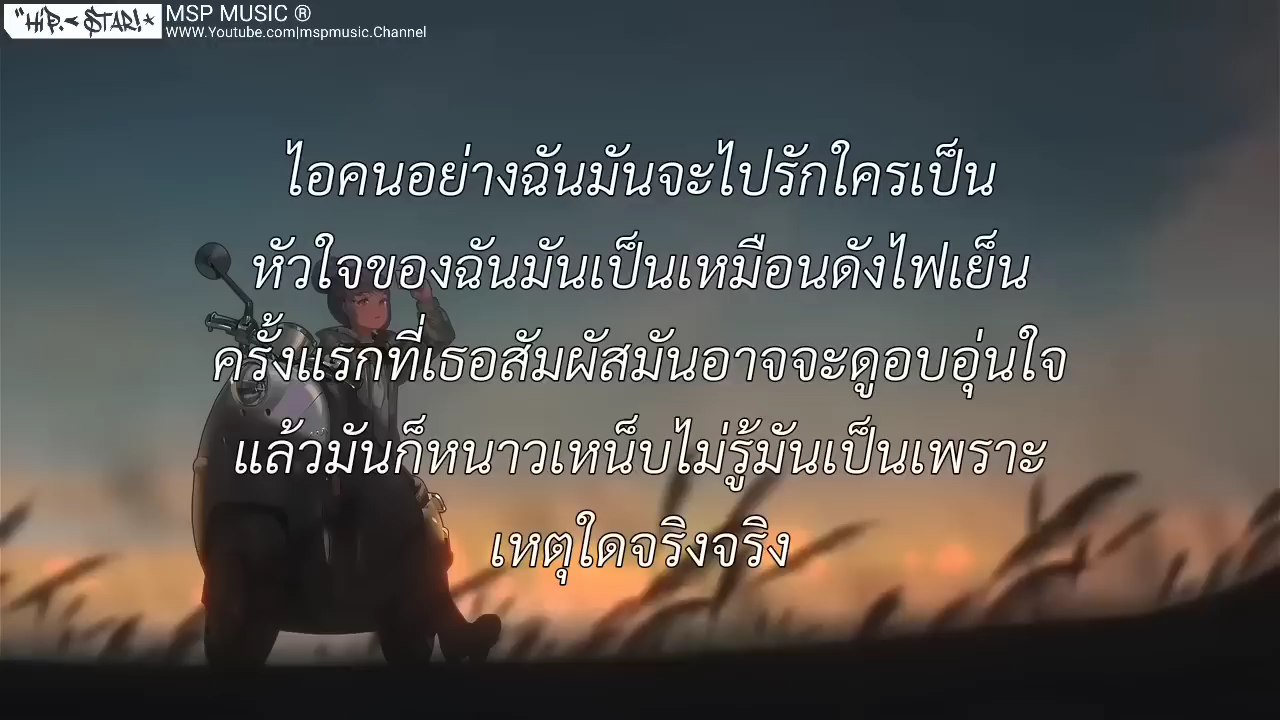 "HiP.< STAR!*
MSP MUSIC ®
WWW.Youtube.com|mspmusic.Channel
ไอคนอย่างฉันมันจะไปรักใครเป็น
หัวใจของฉันมันเป็นเหมือนดังไฟเย็น
ครั้งแรกที่เธอสัมผัสมันอาจจะดูอบอุ่นใจ
แล้วมันก็หนาวเหน็บไม่รู้มันเป็นเพราะ
เหตุใดจริงจริง